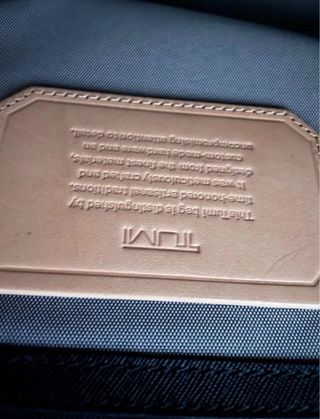 TUMI
This Tumi bag is distinguished by
time-honored artisanal traditions.
It was meticulously crafted and
designed from the finest materials,
custom-made hardware and an
uncompromising attention to detail.